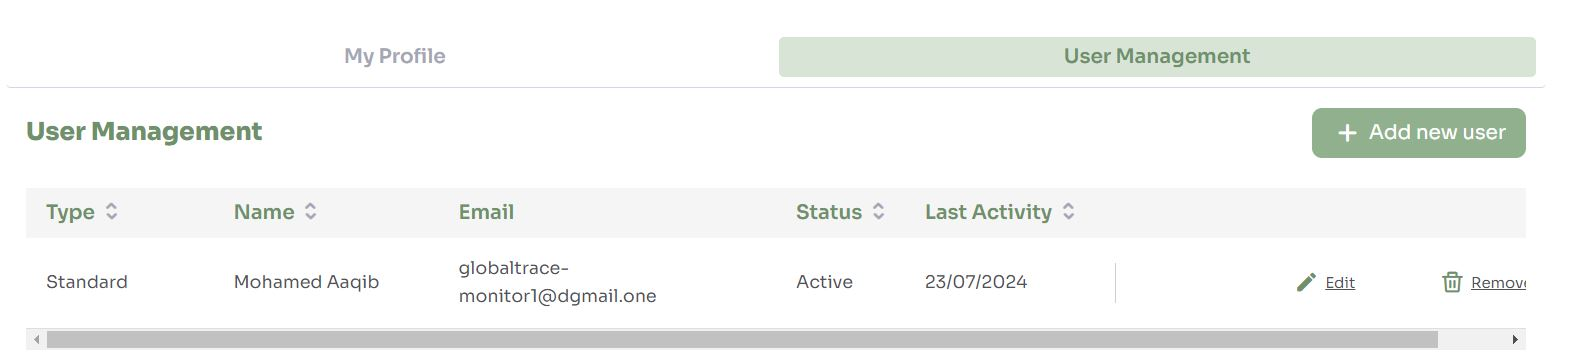 My Profile
User Management
User Management
+ Add new user
Type
Name
Email
Status
Last Activity
Standard
Mohamed Aaqib
globaltrace-
monitor1@dgmail.one
Active
23/07/2024
Edit
Remove